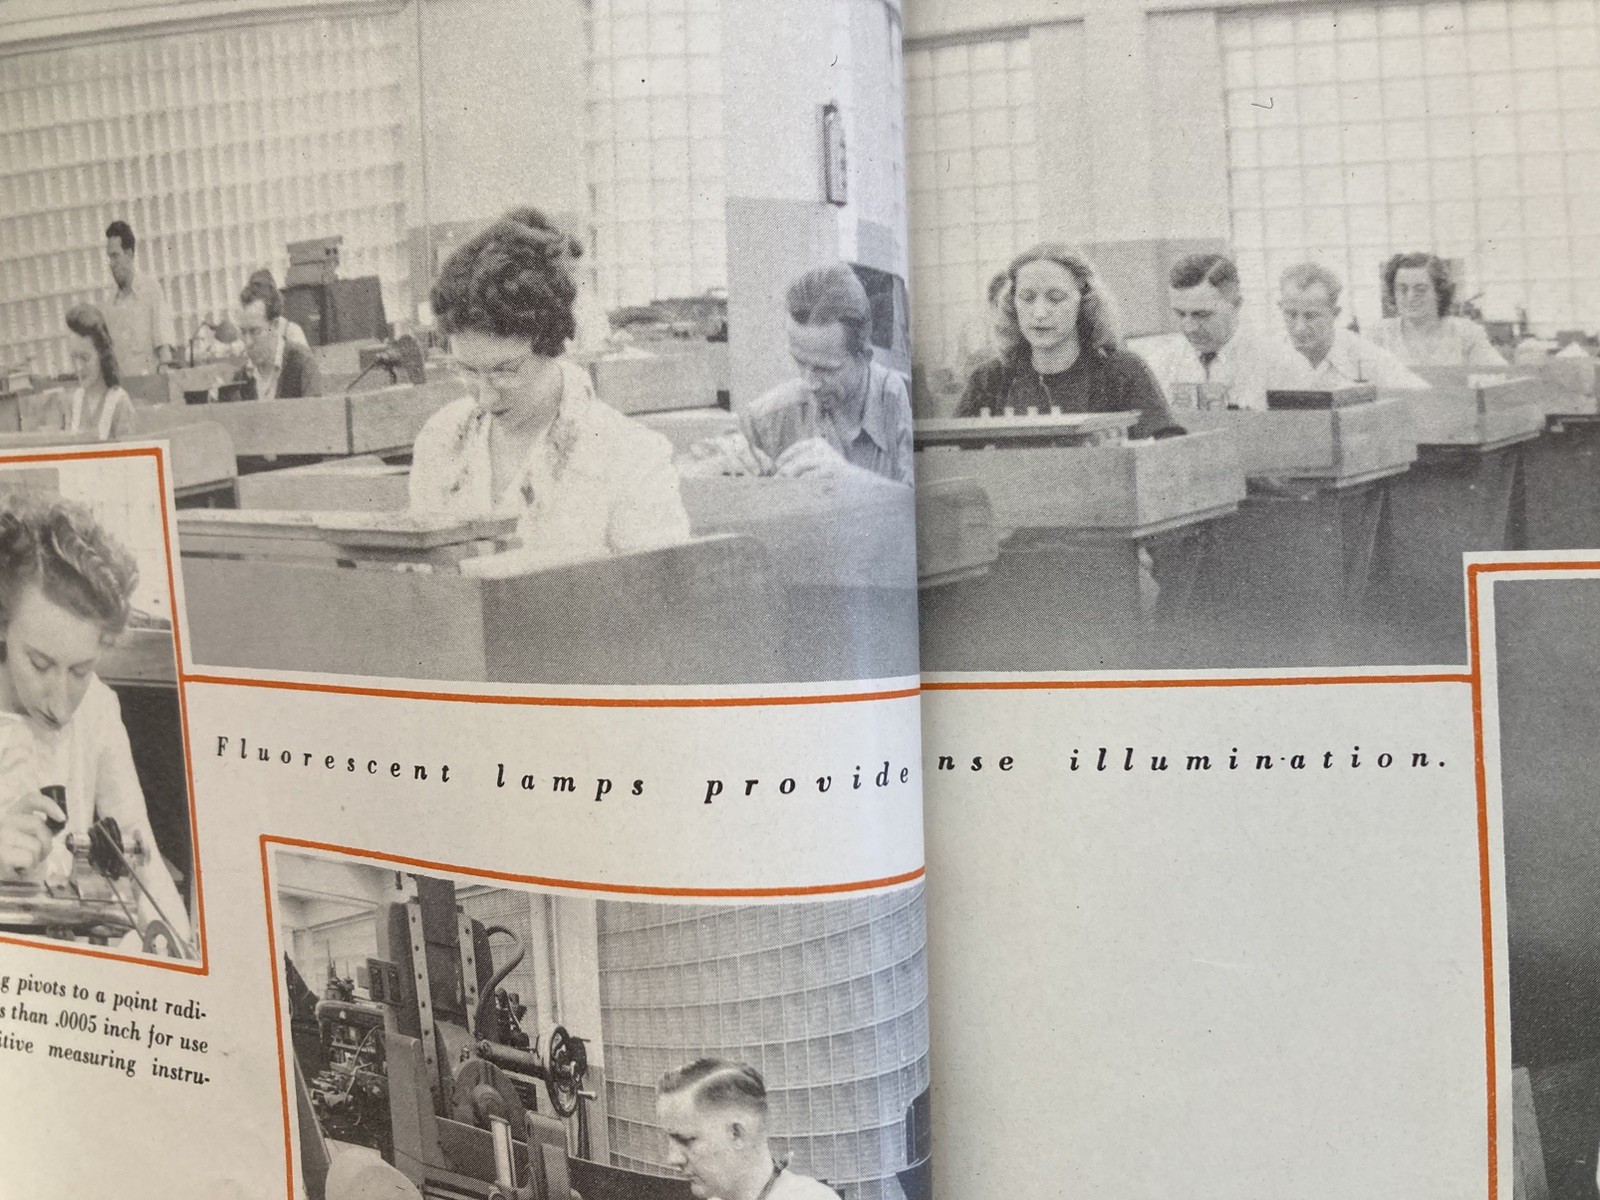 Fluorescent lamps provide nse illumination.
g pivots to a point radi-
s than .0005 inch for use
itive measuring instru-